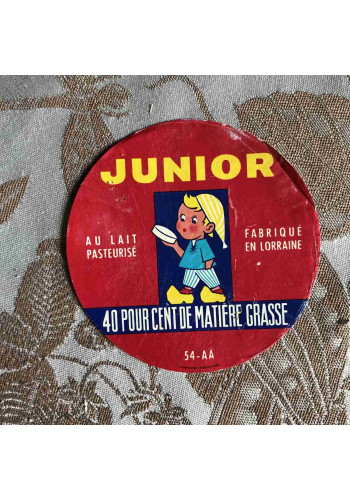 JUNIOR
AU LAIT
PASTEURISÉ
FABRIQUÉ
EN LORRAINE
40 POUR CENT DE MATIÈRE GRASSE
54-AA